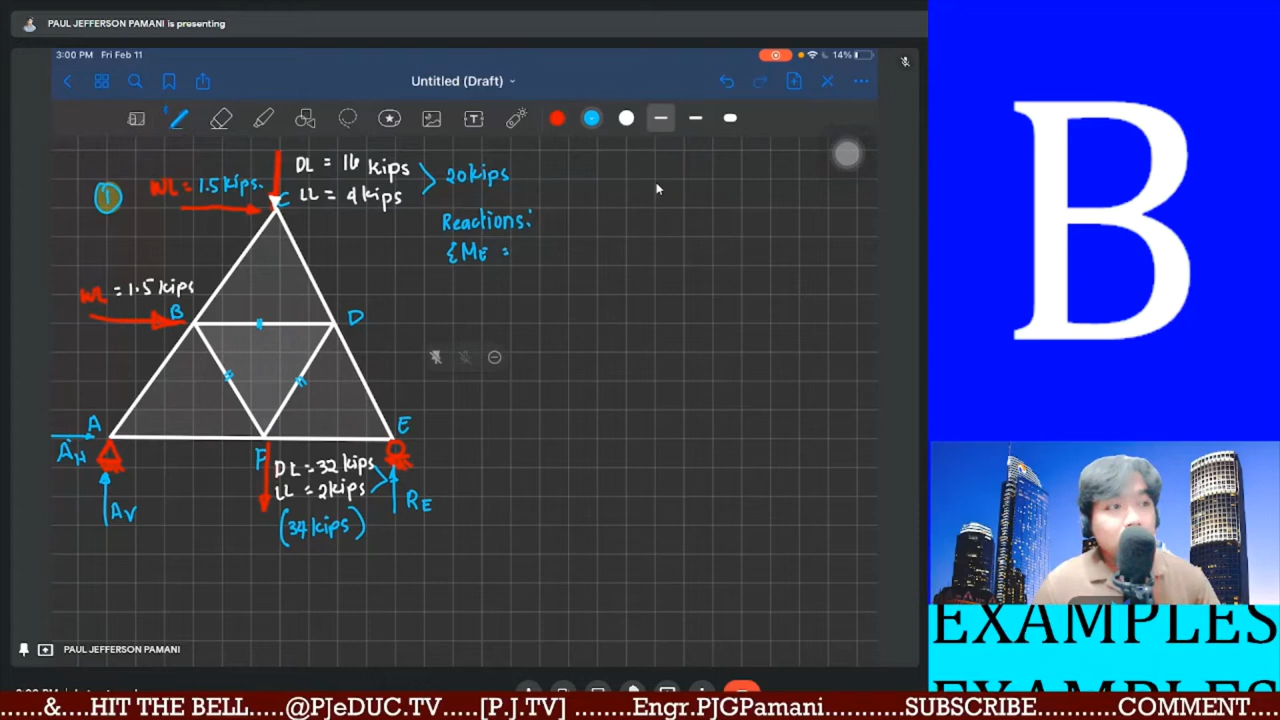 PAUL JEFFERSON PAMANI is presenting
3:00 PM Fri Feb 11
14%
Untitled (Draft)
T
1
WL = 1.5 kips.
DL = 16 kips
LL = 4 kips
20 kips
C
Reactions:
ΣME =
WL = 1.5 kips
B
D
A
E
AH
F
DL = 32 kips
LL = 2 kips
AV
RE
(34 kips)
B
PAUL JEFFERSON PAMANI
EXAMPLES
EXAMPLES
......&....HIT THE BELL.....@PJeDUC.TV.....[P.J.TV] ........Engr.PJGPamani............SUBSCRIBE.........COMMENT....